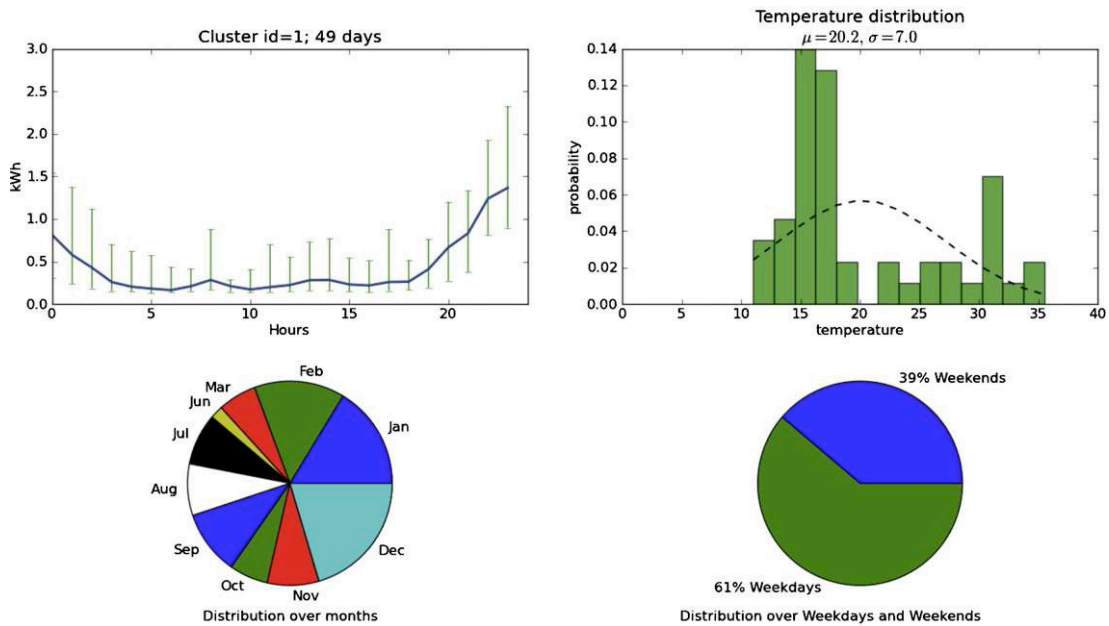 Cluster id=1; 49 days
3.0
2.5
2.0
1.5
1.0
0.5
0.0
kWh
0 5 10 15 20
Hours
Temperature distribution
μ=20.2, σ=7.0
0.14
0.12
0.10
0.08
0.06
0.04
0.02
0.00
probability
0 5 10 15 20 25 30 35 40
temperature
Feb
Mar
Jun
Jan
Jul
Aug
Sep
Dec
Oct
Nov
Distribution over months
39% Weekends
61% Weekdays
Distribution over Weekdays and Weekends